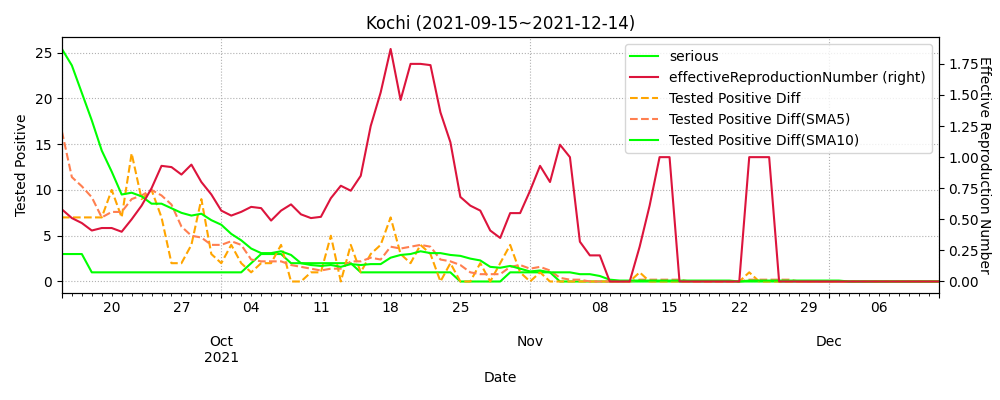 Kochi (2021-09-15~2021-12-14)
serious
effectiveReproductionNumber (right)
Tested Positive Diff
Tested Positive Diff(SMA5)
Tested Positive Diff(SMA10)
Tested Positive
25
20
15
10
5
0
Effective Reproduction Number
1.75
1.50
1.25
1.00
0.75
0.50
0.25
0.00
20 27 04 11 18 25 08 15 22 29 06
Oct Nov Dec
2021
Date